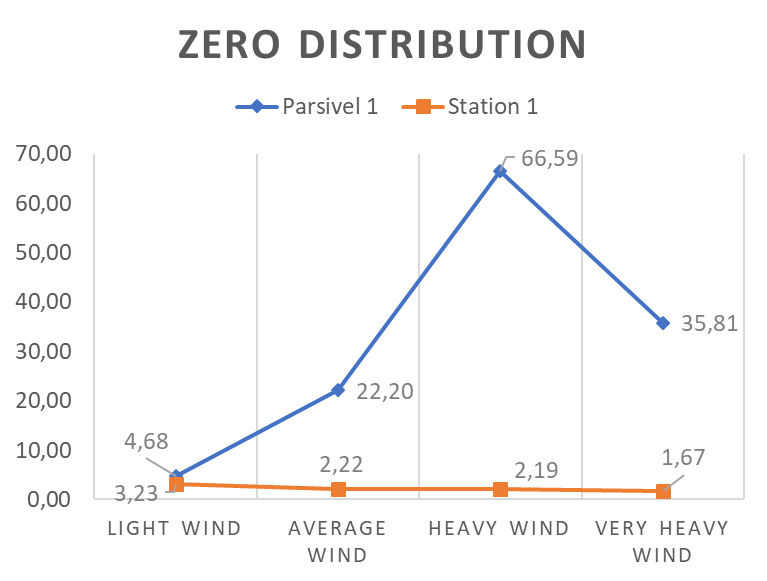 ZERO DISTRIBUTION
Parsivel 1 Station 1
70,00
60,00
50,00
40,00
30,00
20,00
10,00
0,00
66,59
35,81
22,20
4,68
3,23
2,22
2,19
1,67
LIGHT WIND
AVERAGE
WIND
HEAVY WIND
VERY HEAVY
WIND